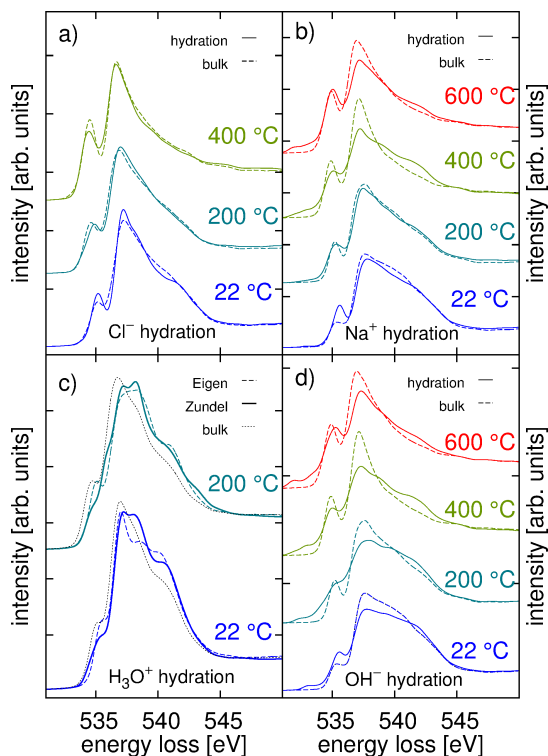 a)
hydration
bulk
400 °C
200 °C
22 °C
Cl⁻ hydration
intensity [arb. units]
b)
hydration
bulk
600 °C
400 °C
200 °C
22 °C
Na⁺ hydration
intensity [arb. units]
c)
Eigen
Zundel
bulk
200 °C
22 °C
H₃O⁺ hydration
intensity [arb. units]
535 540 545
energy loss [eV]
d)
hydration
bulk
600 °C
400 °C
200 °C
22 °C
OH⁻ hydration
intensity [arb. units]
535 540 545
energy loss [eV]